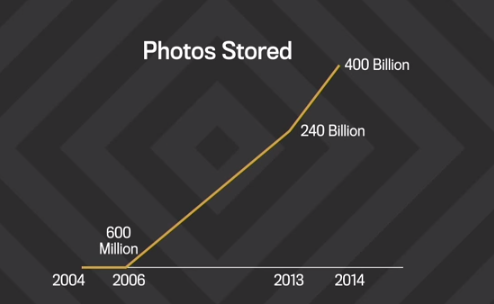 Photos Stored
400 Billion
240 Billion
600
Million
2004 2006 2013 2014